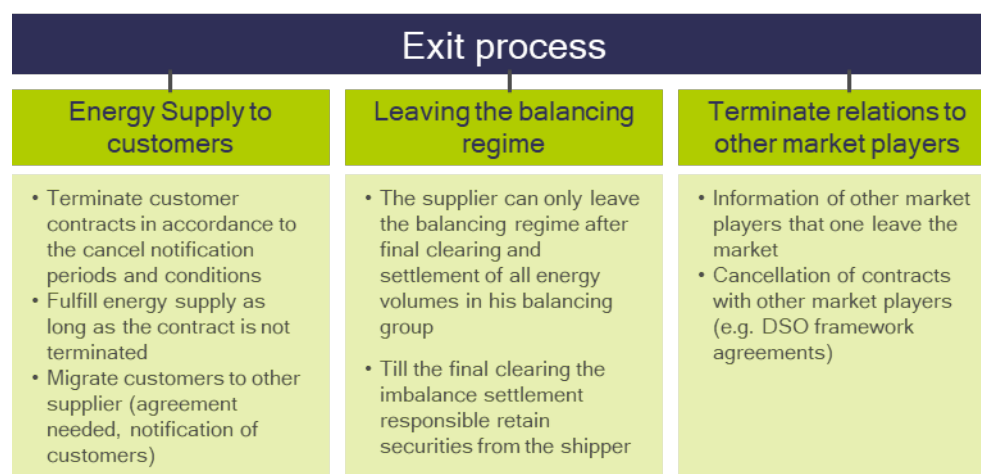 Exit process
Energy Supply to
customers
• Terminate customer
contracts in accordance to
the cancel notification
periods and conditions
• Fulfill energy supply as
long as the contract is not
terminated
• Migrate customers to other
supplier (agreement
needed, notification of
customers)
Leaving the balancing
regime
• The supplier can only leave
the balancing regime after
final clearing and
settlement of all energy
volumes in his balancing
group
• Till the final clearing the
imbalance settlement
responsible retain
securities from the shipper
Terminate relations to
other market players
• Information of other market
players that one leave the
market
• Cancellation of contracts
with other market players
(e.g. DSO framework
agreements)